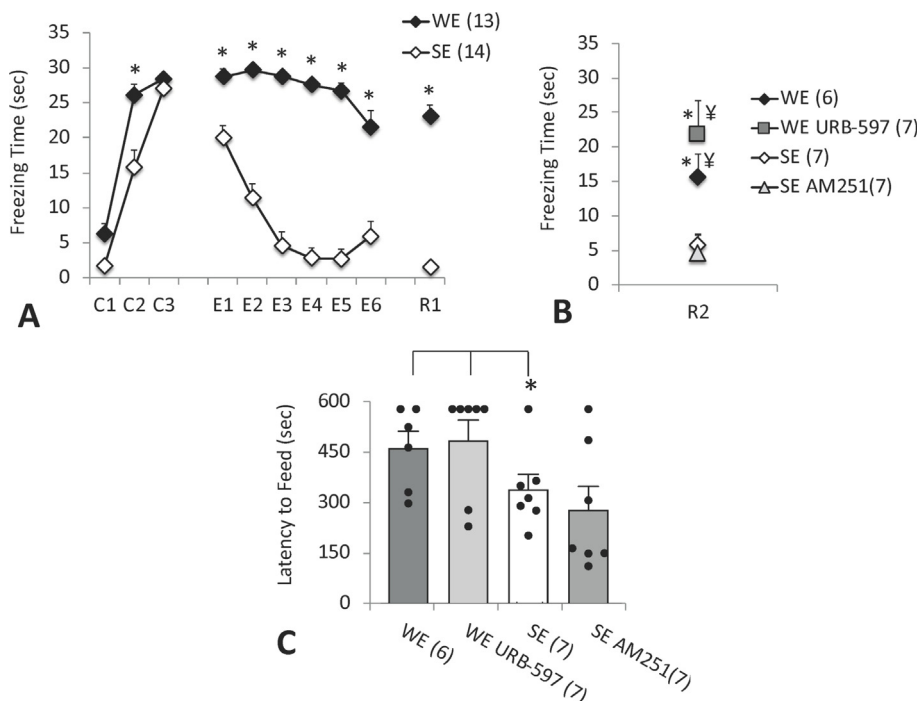 35
30
25
20
15
10
5
0
Freezing Time (sec)
WE (13)
SE (14)
*
* * * * * *
*
C1 C2 C3 E1 E2 E3 E4 E5 E6 R1
A
35
30
25
20
15
10
5
0
Freezing Time (sec)
* ¥
* ¥
WE (6)
WE URB-597 (7)
SE (7)
SE AM251(7)
R2
B
*
600
450
300
150
0
Latency to Feed (sec)
WE (6)
WE URB-597 (7)
SE (7)
SE AM251(7)
C